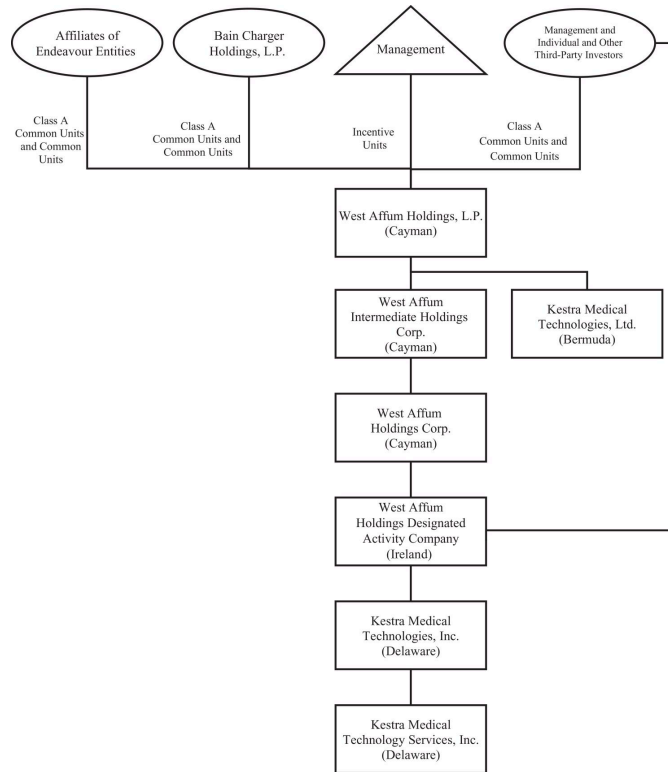 Affiliates of
Endeavour Entities
Bain Charger
Holdings, L.P.
Management
Management and
Individual and Other
Third-Party Investors
Class A
Common Units
and Common
Units
Class A
Common Units and
Common Units
Incentive
Units
Class A
Common Units and
Common Units
West Affum Holdings, L.P.
(Cayman)
West Affum
Intermediate Holdings
Corp.
(Cayman)
Kestra Medical
Technologies, Ltd.
(Bermuda)
West Affum
Holdings Corp.
(Cayman)
West Affum
Holdings Designated
Activity Company
(Ireland)
Kestra Medical
Technologies, Inc.
(Delaware)
Kestra Medical
Technology Services, Inc.
(Delaware)